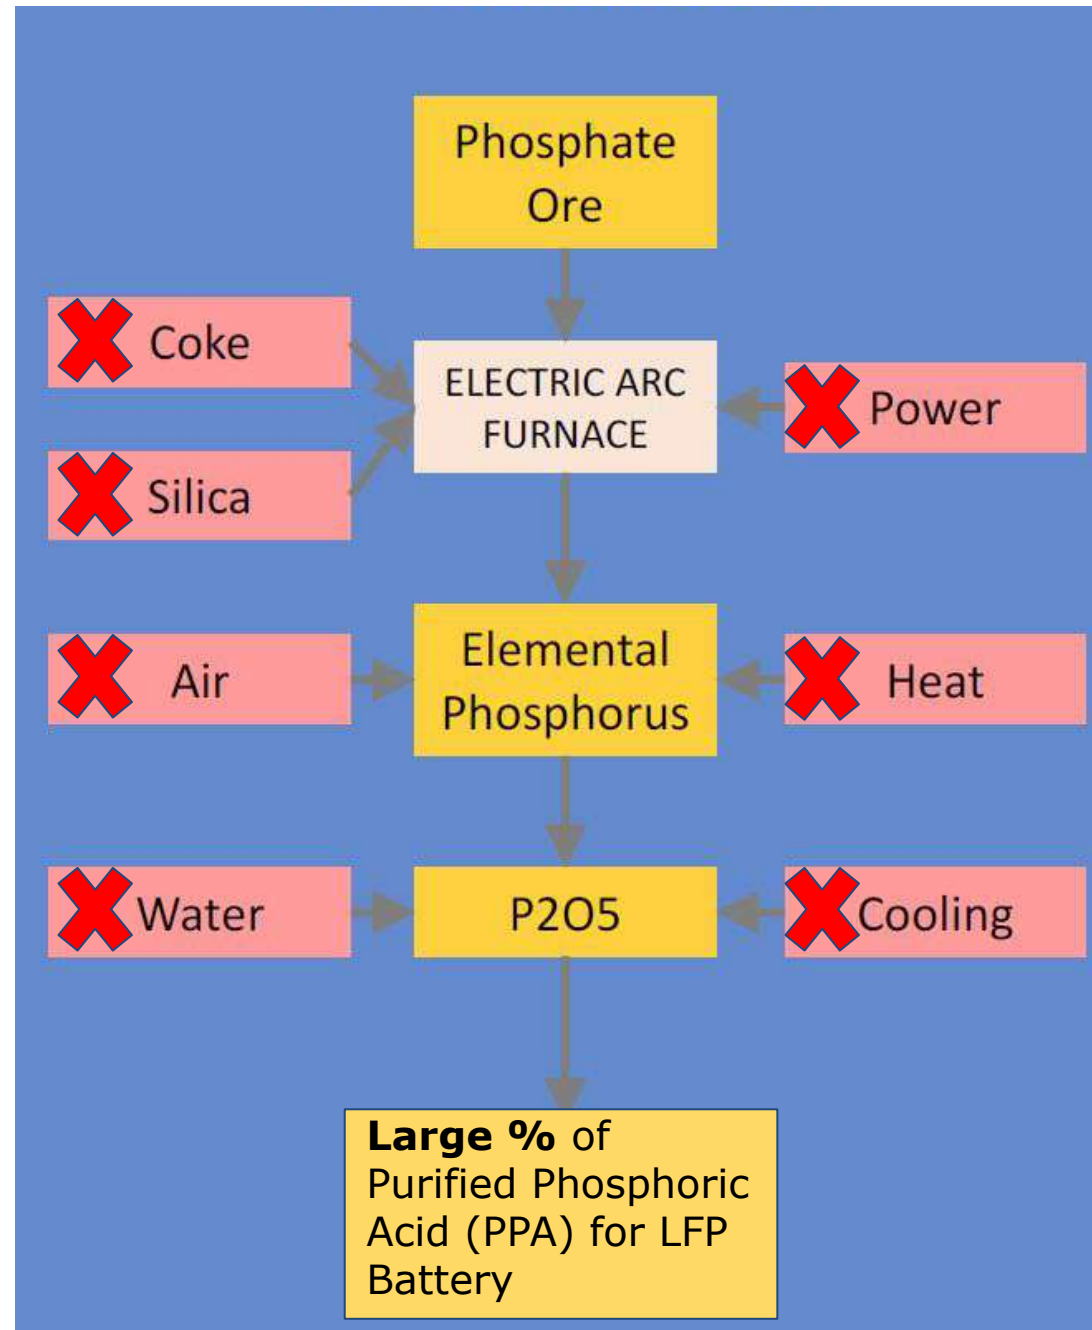 Phosphate
Ore
Coke
ELECTRIC ARC
FURNACE
Power
Silica
Elemental
Phosphorus
Air
Heat
Water
P2O5
Cooling
Large % of
Purified Phosphoric
Acid (PPA) for LFP
Battery